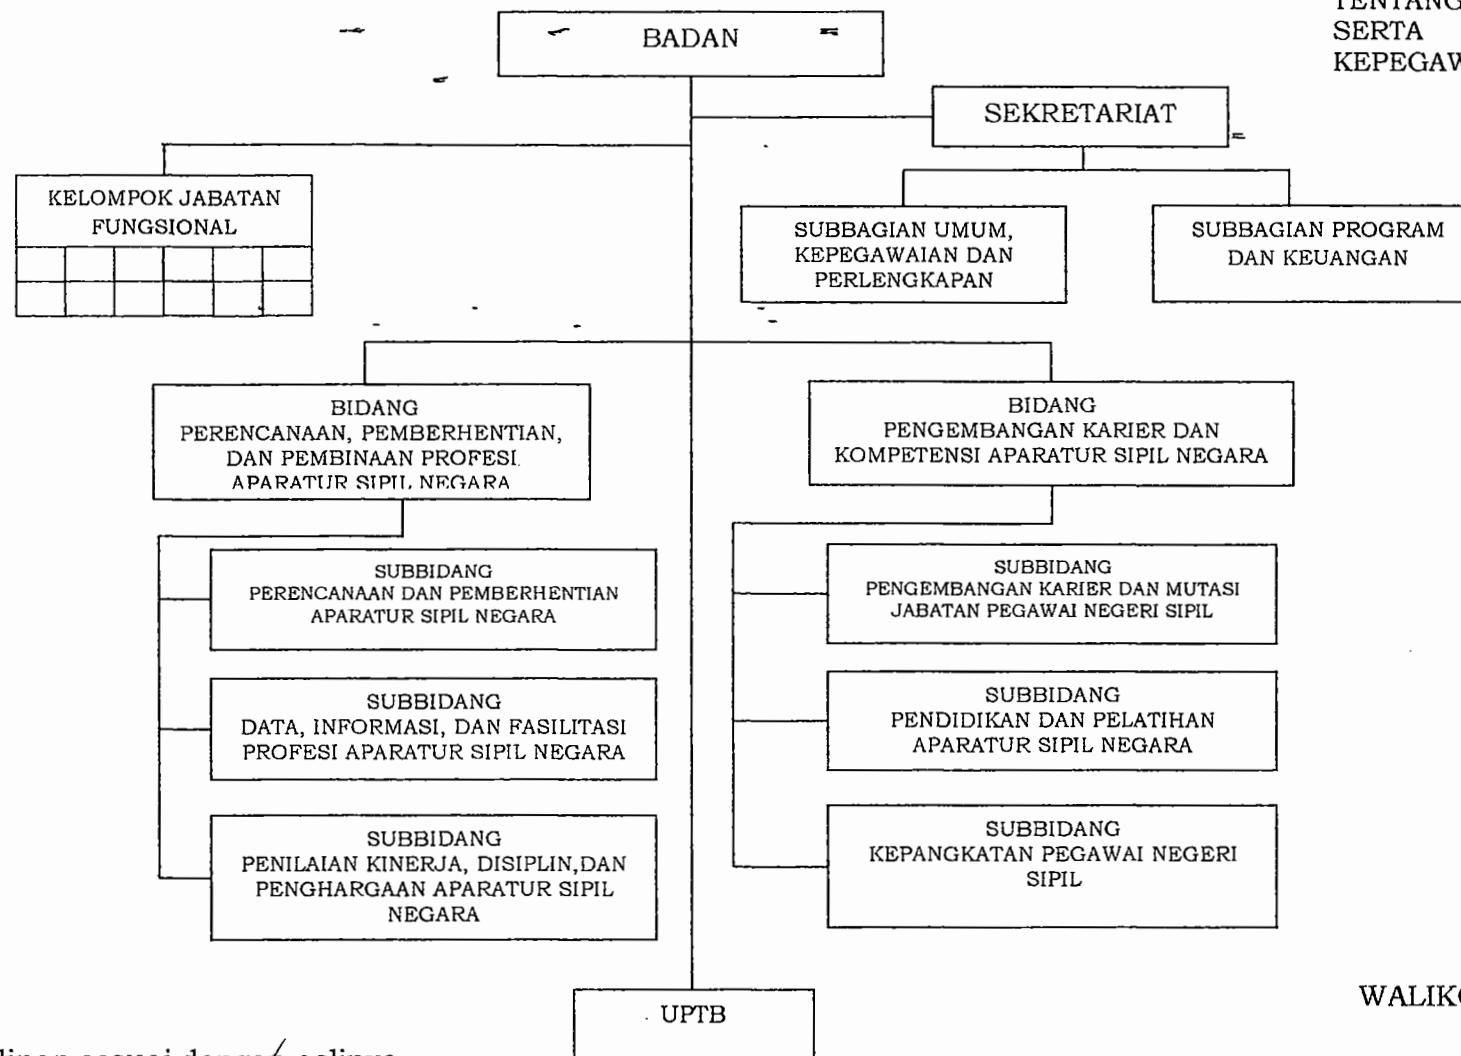 TENTANG
SERTA
BADAN
SEKRETARIAT
KELOMPOK JABATAN
FUNGSIONAL
SUBBAGIAN UMUM,
KEPEGAWAIAN DAN
PERLENGKAPAN
SUBBAGIAN PROGRAM
DAN KEUANGAN
BIDANG
PERENCANAAN, PEMBERHENTIAN,
DAN PEMBINAAN PROFESI
APARATUR SIPIL NEGARA
BIDANG
PENGEMBANGAN KARIER DAN
KOMPETENSI APARATUR SIPIL NEGARA
SUBBIDANG
PERENCANAAN DAN PEMBERHENTIAN
APARATUR SIPIL NEGARA
SUBBIDANG
DATA, INFORMASI, DAN FASILITASI
PROFESI APARATUR SIPIL NEGARA
SUBBIDANG
PENILAIAN KINERJA, DISIPLIN,DAN
PENGHARGAAN APARATUR SIPIL
NEGARA
SUBBIDANG
PENGEMBANGAN KARIER DAN MUTASI
JABATAN PEGAWAI NEGERI SIPIL
SUBBIDANG
PENDIDIKAN DAN PELATIHAN
APARATUR SIPIL NEGARA
SUBBIDANG
KEPANGKATAN PEGAWAI NEGERI
SIPIL
UPTB